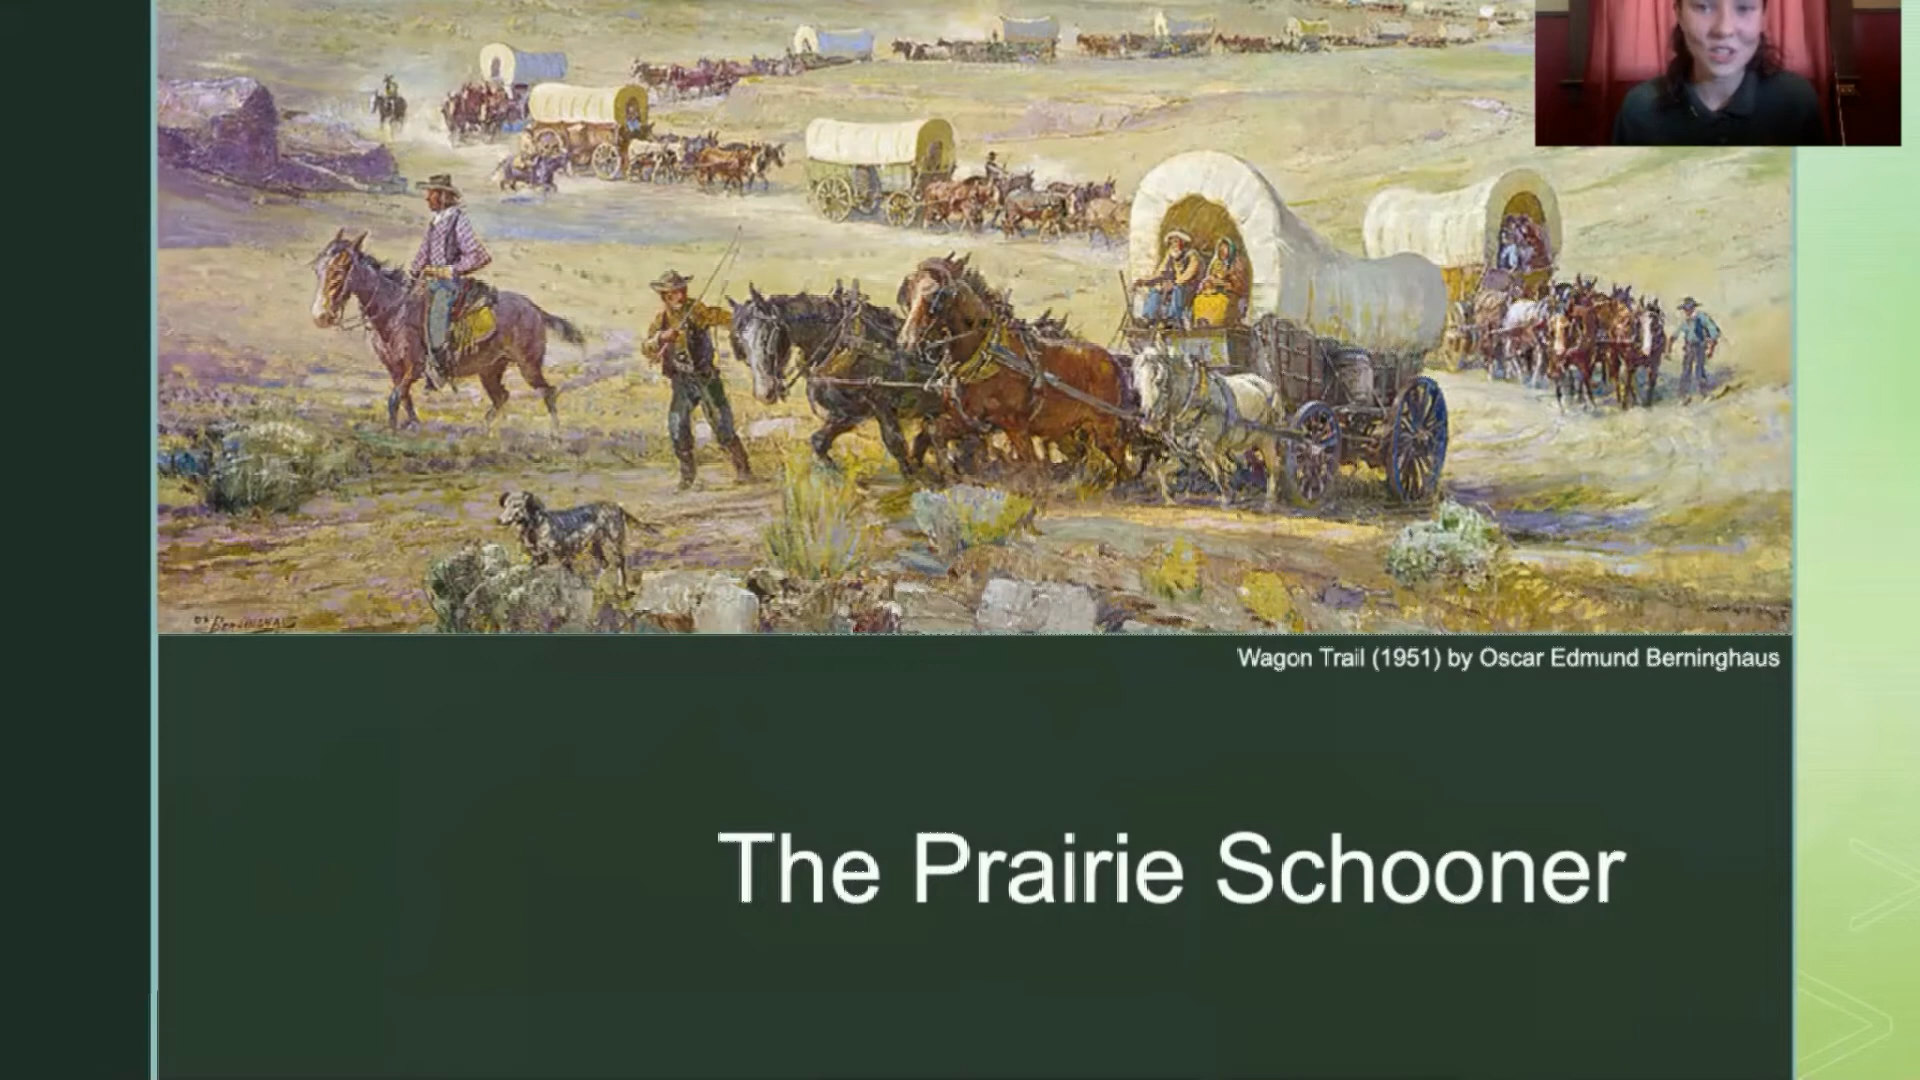 Wagon Trail (1951) by Oscar Edmund Berninghaus
The Prairie Schooner